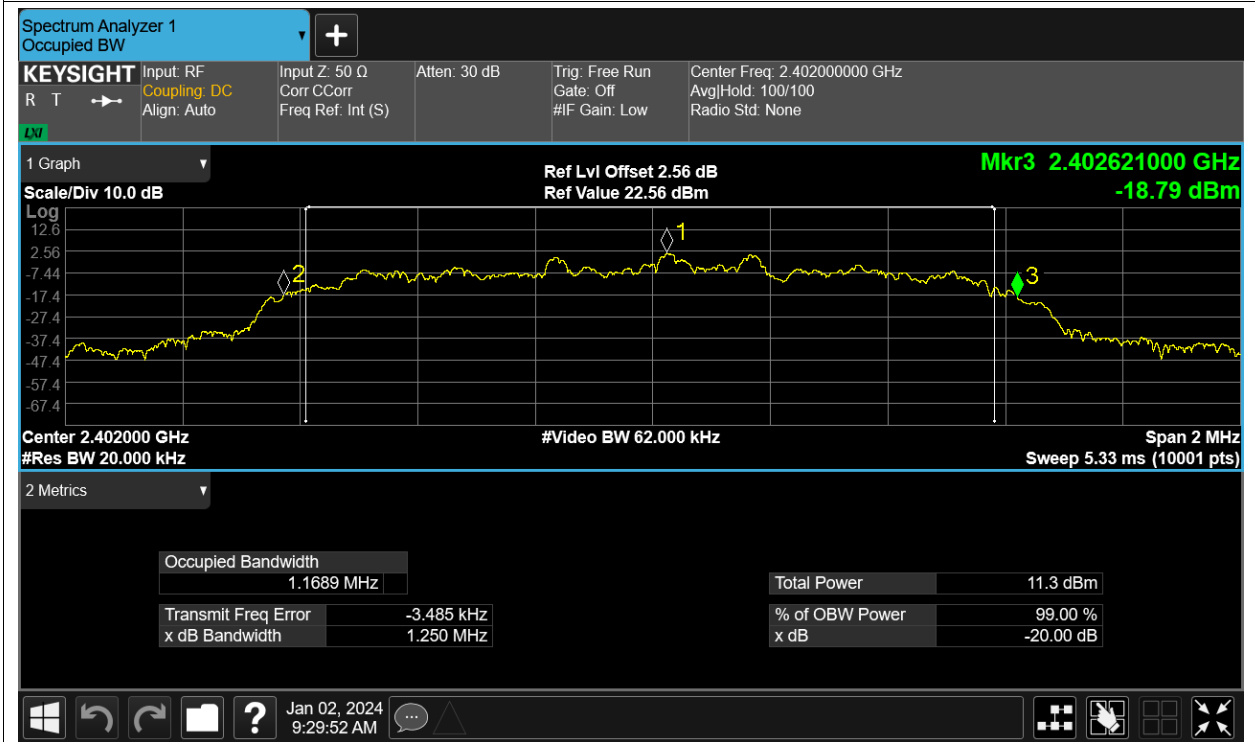 Spectrum Analyzer 1
Occupied BW
KEYSIGHT
R T
LXI
Input: RF
Coupling: DC
Align: Auto
Input Z: 50 Ω
Corr CCorr
Freq Ref: Int (S)
Atten: 30 dB
Trig: Free Run
Gate: Off
#IF Gain: Low
Center Freq: 2.402000000 GHz
Avg|Hold: 100/100
Radio Std: None
1 Graph
Scale/Div 10.0 dB
Ref Lvl Offset 2.56 dB
Ref Value 22.56 dBm
Mkr3 2.402621000 GHz
-18.79 dBm
Log
12.6
2.56
-7.44
-17.4
-27.4
-37.4
-47.4
-57.4
-67.4
1
2
3
Center 2.402000 GHz
#Res BW 20.000 kHz
#Video BW 62.000 kHz
Span 2 MHz
Sweep 5.33 ms (10001 pts)
2 Metrics
Occupied Bandwidth
1.1689 MHz
Transmit Freq Error -3.485 kHz
x dB Bandwidth 1.250 MHz
Total Power 11.3 dBm
% of OBW Power 99.00 %
x dB -20.00 dB
?
Jan 02, 2024
9:29:52 AM